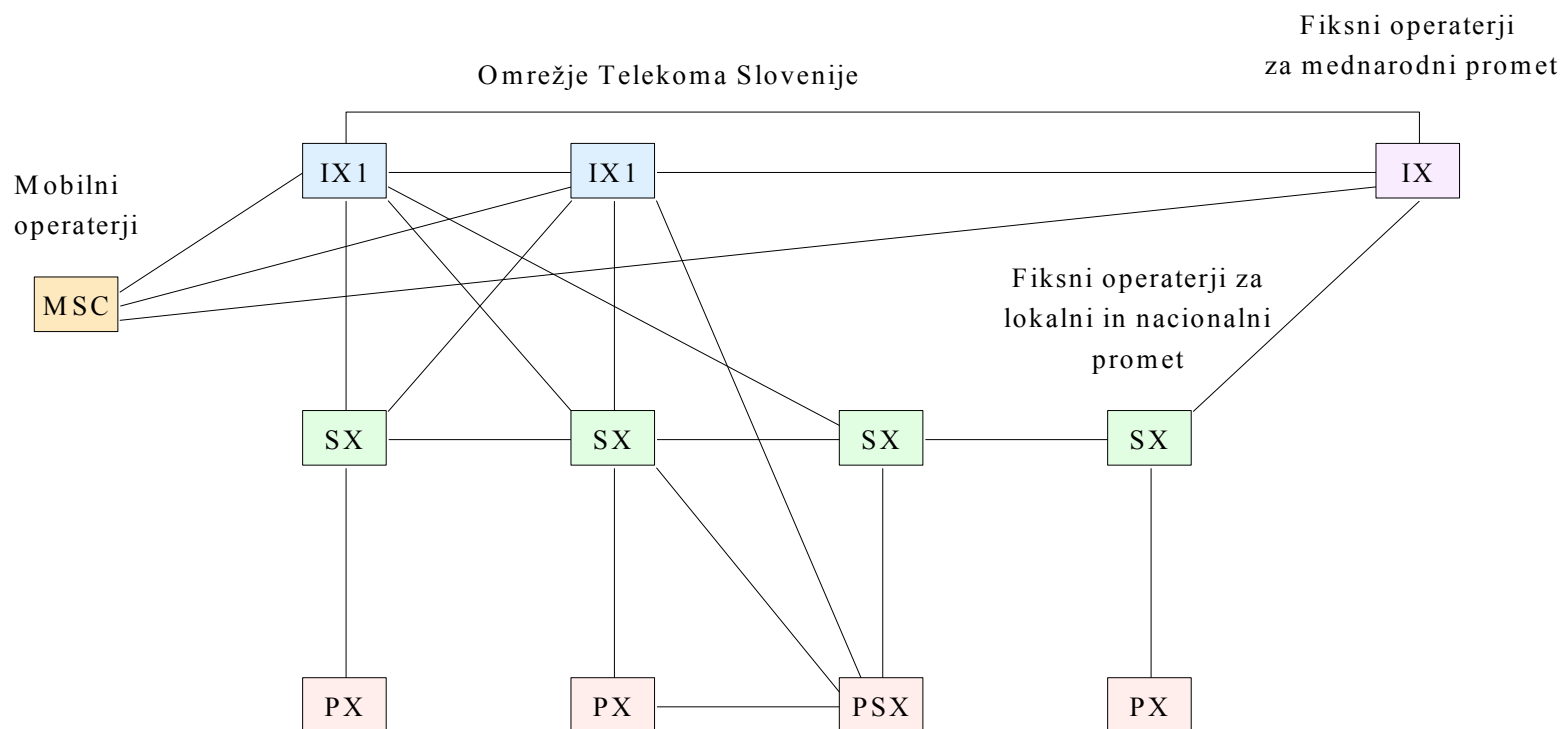 Fiksni operaterji
za mednarodni promet
Omrežje Telekoma Slovenije
IX1
IX1
IX
Mobilni
operaterji
MSC
Fiksni operaterji za
lokalni in nacionalni
promet
SX
SX
SX
SX
PX
PX
PSX
PX